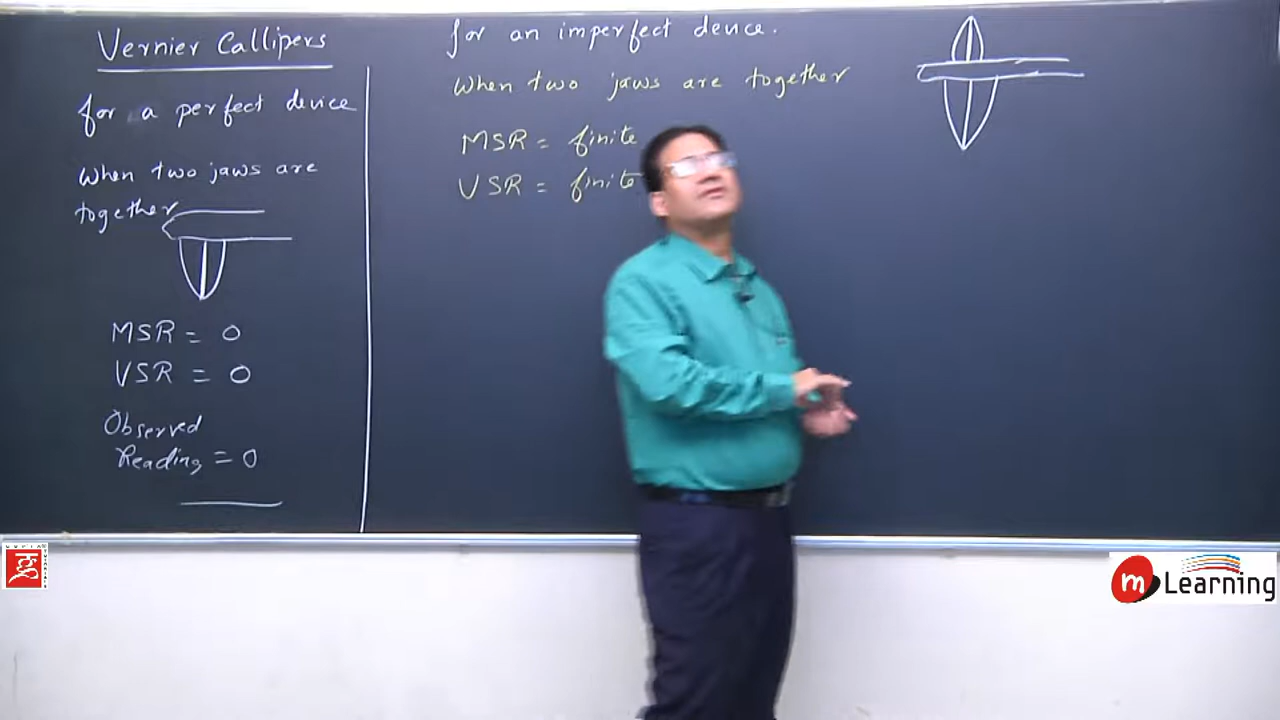 Vernier Callipers
for a perfect device
When two jaws are
together
MSR = 0
VSR = 0
Observed
Reading = 0
for an imperfect device.
When two jaws are together
MSR = finite
VSR = finite
m Learning